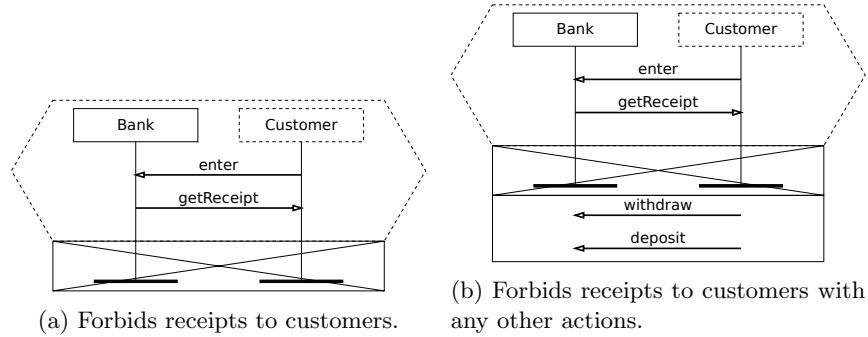 Bank
Customer
enter
getReceipt
(a) Forbids receipts to customers.
Bank
Customer
enter
getReceipt
withdraw
deposit
(b) Forbids receipts to customers with
any other actions.